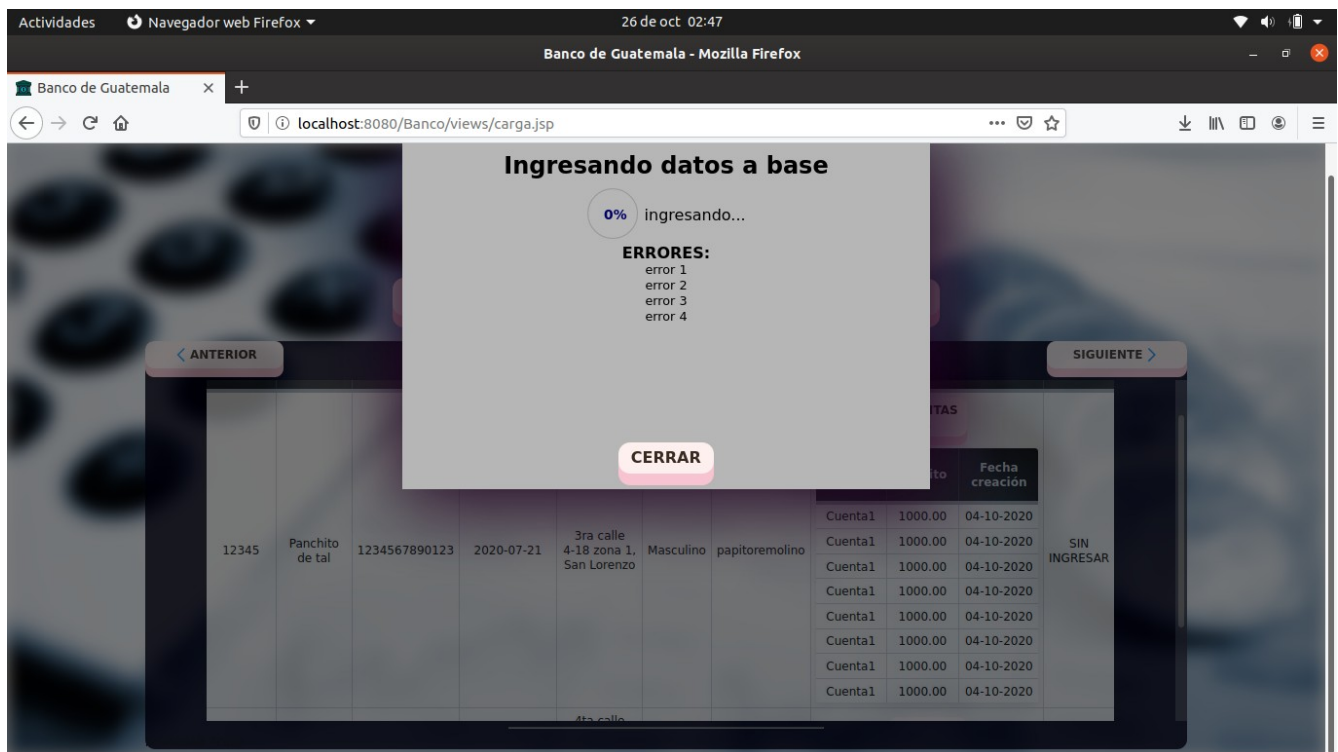 Actividades Navegador web Firefox 26 de oct 02:47
Banco de Guatemala - Mozilla Firefox
Banco de Guatemala
localhost:8080/Banco/views/carga.jsp
Ingresando datos a base
0% ingresando...
ERRORES:
error 1
error 2
error 3
error 4
ANTERIOR
SIGUIENTE
CERRAR
Fecha creación
12345 Panchito de tal 1234567890123 2020-07-21 3ra calle 4-18 zona 1, San Lorenzo Masculino papitoremolino
Cuenta1 1000.00 04-10-2020
Cuenta1 1000.00 04-10-2020
Cuenta1 1000.00 04-10-2020
Cuenta1 1000.00 04-10-2020
Cuenta1 1000.00 04-10-2020
Cuenta1 1000.00 04-10-2020
Cuenta1 1000.00 04-10-2020
Cuenta1 1000.00 04-10-2020
SIN INGRESAR
4ta calle